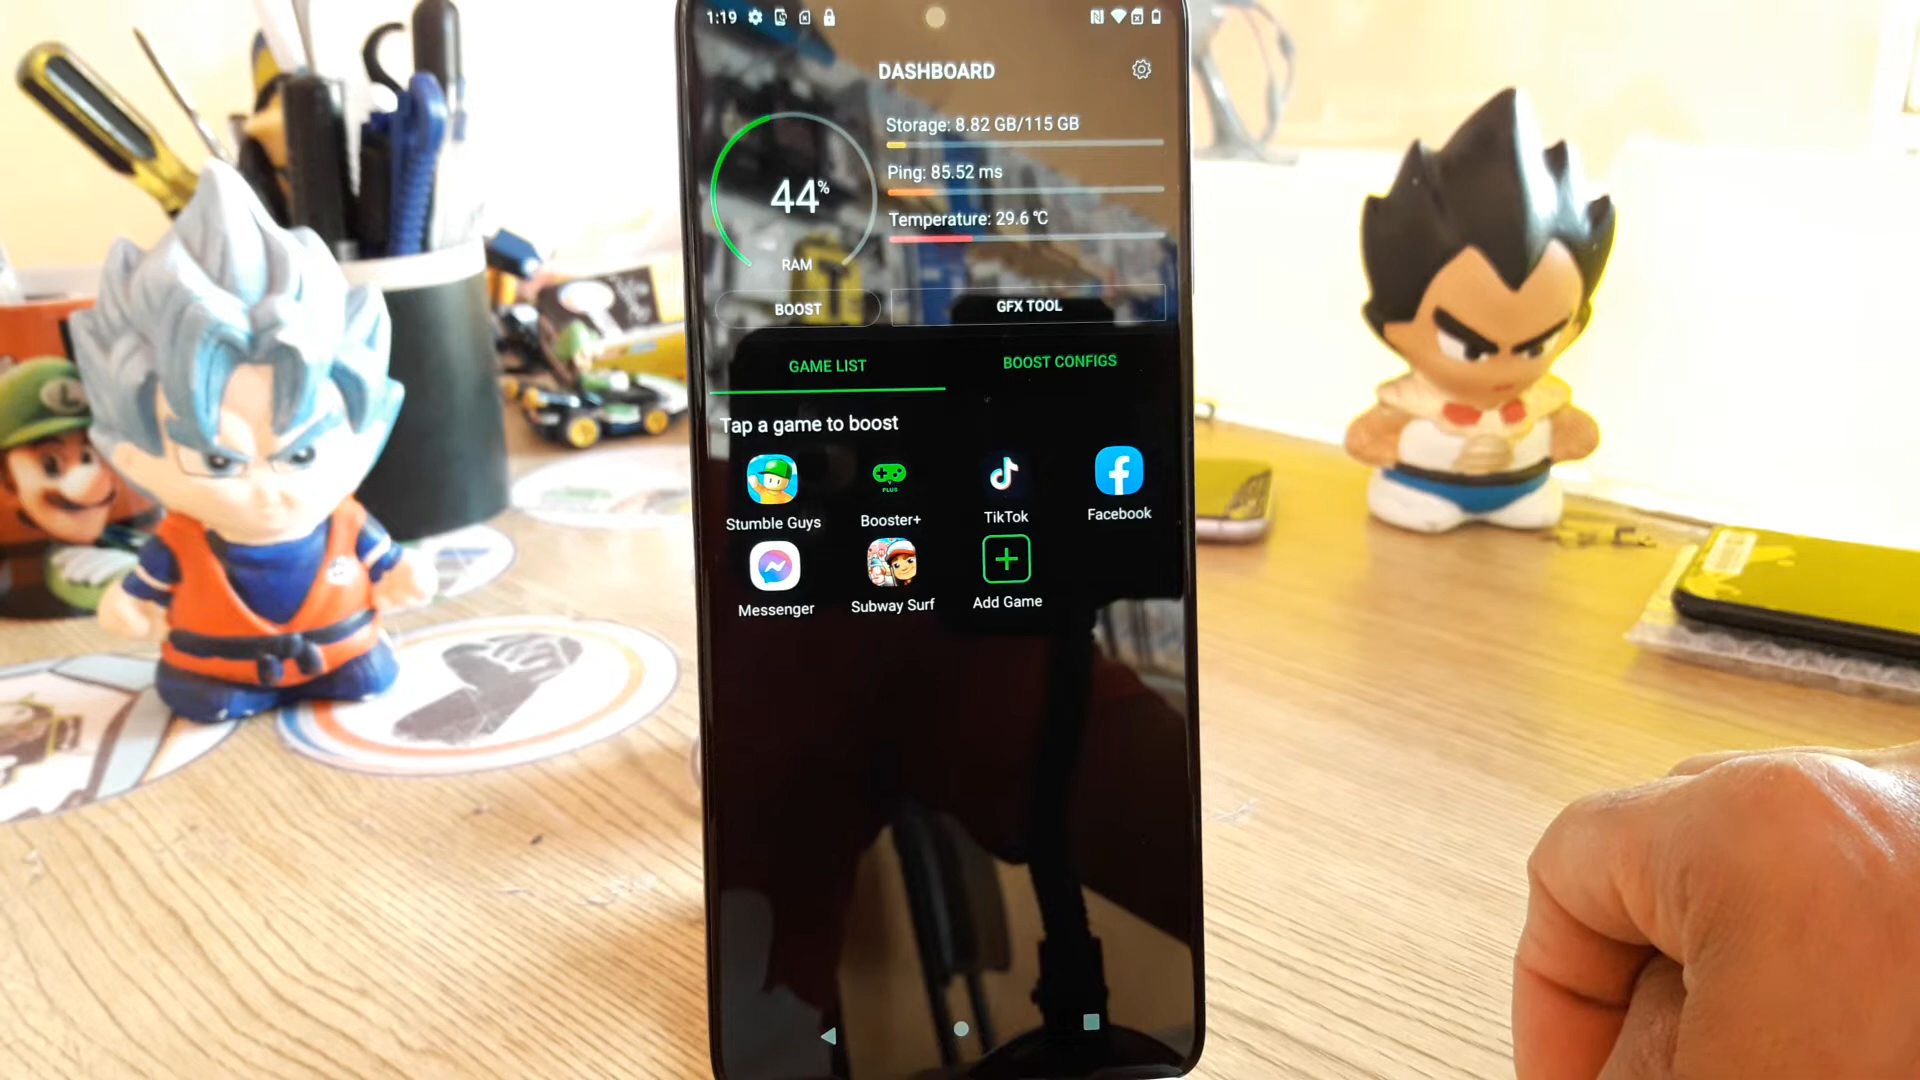 1:19
DASHBOARD
Storage: 8.82 GB/115 GB
Ping: 85.52 ms
Temperature: 29.6 °C
44%
RAM
BOOST
GFX TOOL
GAME LIST
BOOST CONFIGS
Tap a game to boost
Stumble Guys
PLUS
Booster+
TikTok
Facebook
Messenger
Subway Surf
Add Game
L